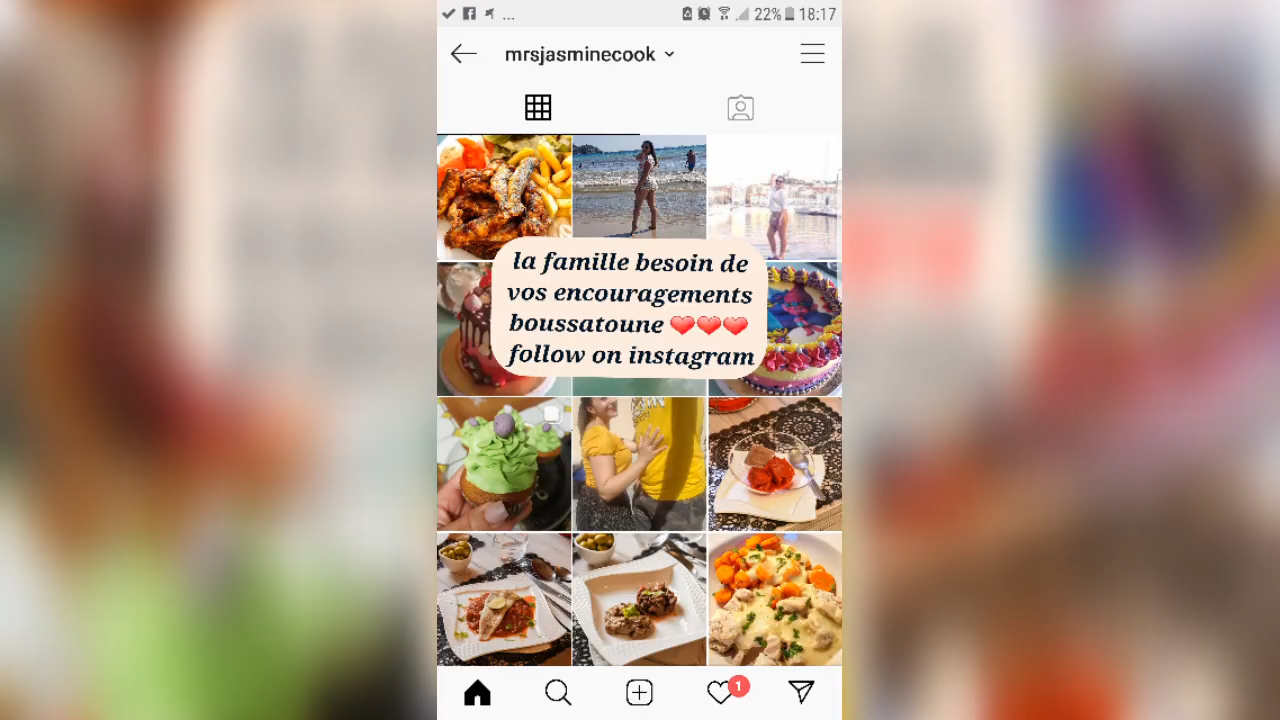 ... 22% 18:17
mrsjasminecook
la famille besoin de
vos encouragements
boussatoune ❤❤❤
follow on instagram
1